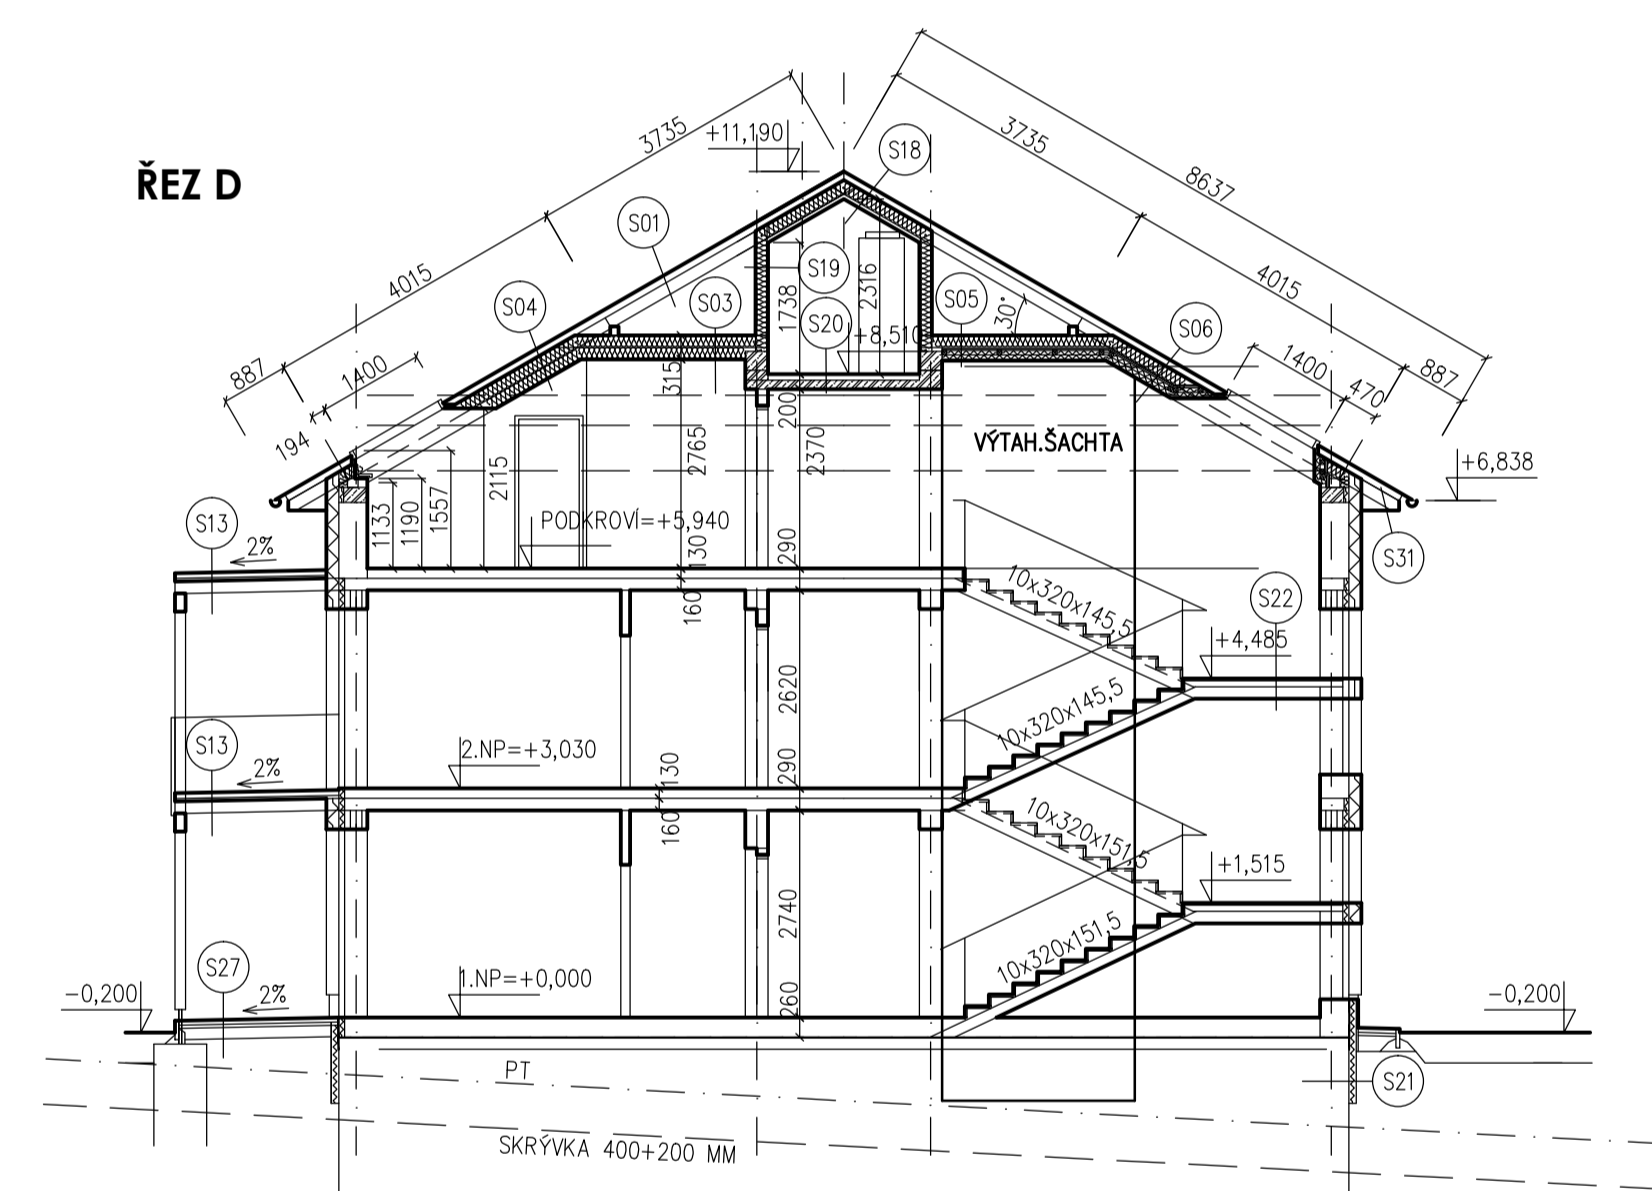 ŘEZ D
3735
+11,190
S18
3735
8637
S01
4015
4015
S19
S04
S03
1738
2316
S05
30°
S20
+8,510
S06
887
1400
315
1400
470
887
194
200
2370
VÝTAH.ŠACHTA
2765
2115
+6,838
1133
1190
1557
PODKROVÍ=+5,940
S13
2%
130
290
S31
160
10x320x145,5
S22
+4,485
2620
10x320x145,5
S13
2%
2.NP=+3,030
130
290
160
10x320x151,5
+1,515
2740
10x320x151,5
S27
2%
1.NP=+0,000
260
-0,200
-0,200
PT
S21
SKRÝVKA 400+200 MM